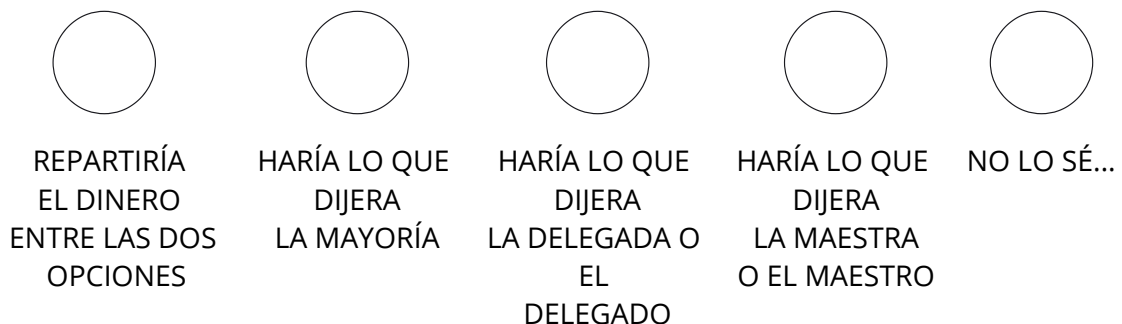 REPARTIRÍA
EL DINERO
ENTRE LAS DOS
OPCIONES
HARÍA LO QUE
DIJERA
LA MAYORÍA
HARÍA LO QUE
DIJERA
LA DELEGADA O
EL
DELEGADO
HARÍA LO QUE
DIJERA
LA MAESTRA
O EL MAESTRO
NO LO SÉ...